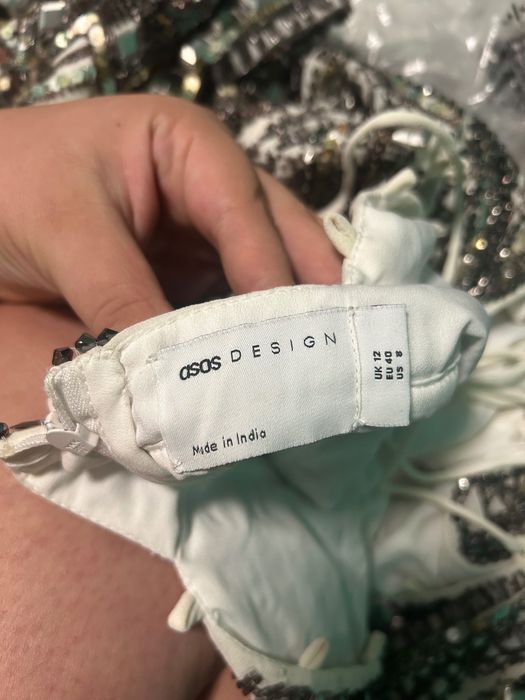 asos DESIGN
Made in India
UK 12
EU 40
US 8